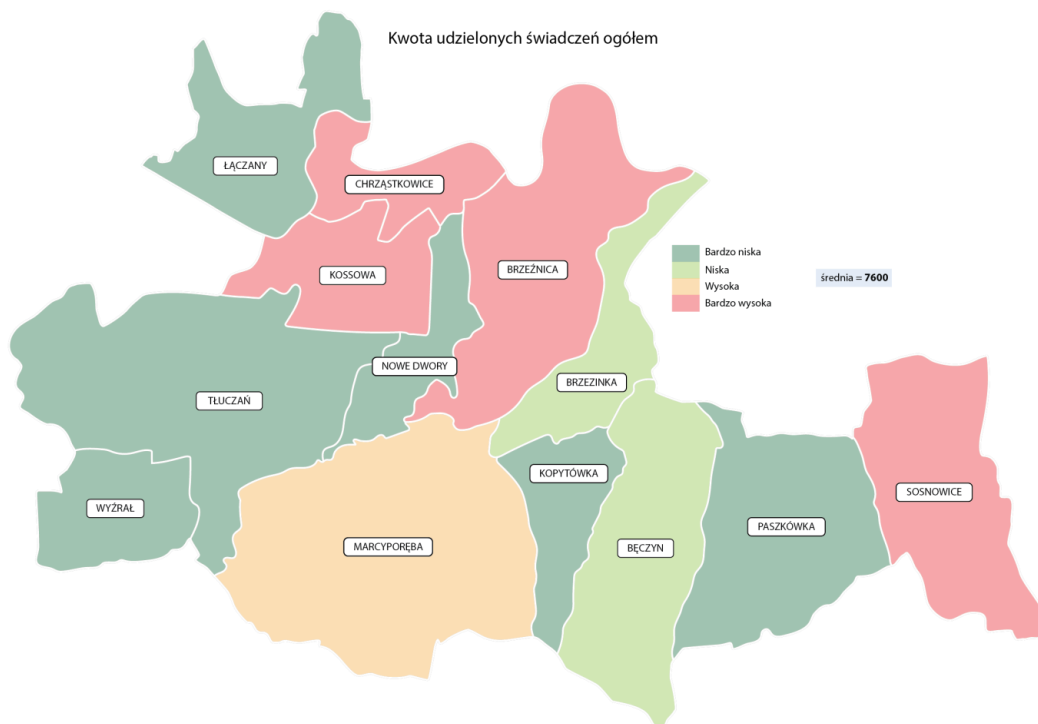 Kwota udzielonych świadczeń ogółem
ŁĄCZANY
CHRZĄSTKOWICE
KOSSOWA
BRZEŹNICA
Bardzo niska
Niska
Wysoka
Bardzo wysoka
średnia = 7600
NOWE DWORY
BRZEZINKA
TŁUCZAŃ
KOPYTÓWKA
WYŹRAŁ
SOSNOWICE
PASZKÓWKA
MARCYPORĘBA
BĘCZYN